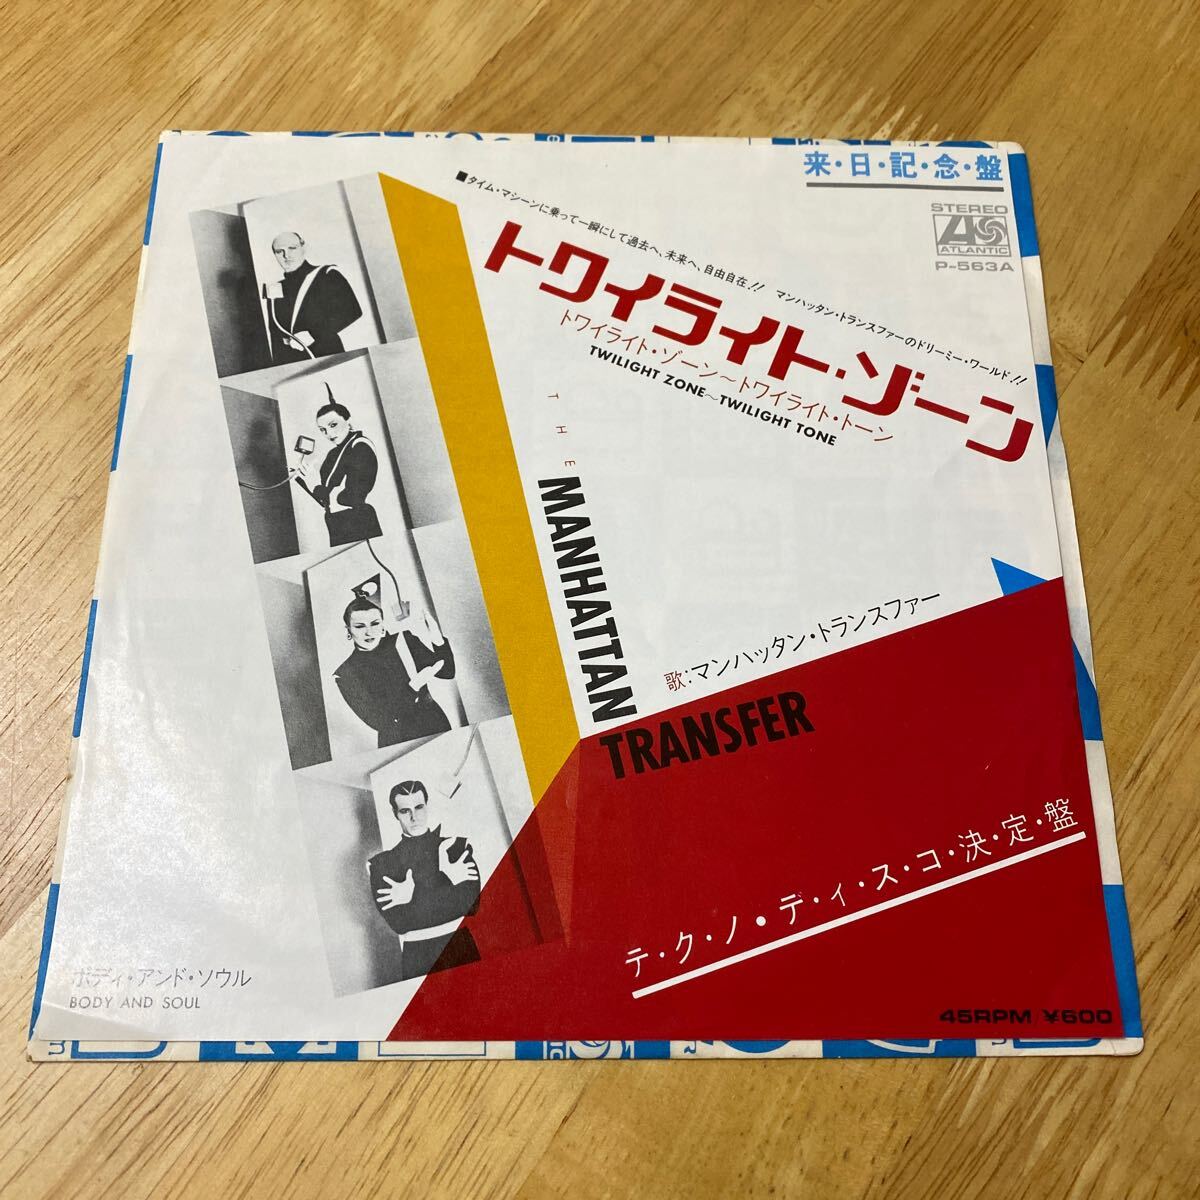 来・日・記・念・盤
STEREO
ATLANTIC
P-563A
■タイム・マシーンに乗って一瞬にして過去へ、未来へ、自由自在!! マンハッタン・トランスファーのドリーミー・ワールド!!
トワイライト・ゾーン
トワイライト・ゾーン〜トワイライト・トーン
TWILIGHT ZONE〜TWILIGHT TONE
THE
MANHATTAN
TRANSFER
歌:マンハッタン・トランスファー
テ・ク・ノ・デ・ィ・ス・コ・決・定・盤
ボディ・アンド・ソウル
BODY AND SOUL
45RPM/¥600